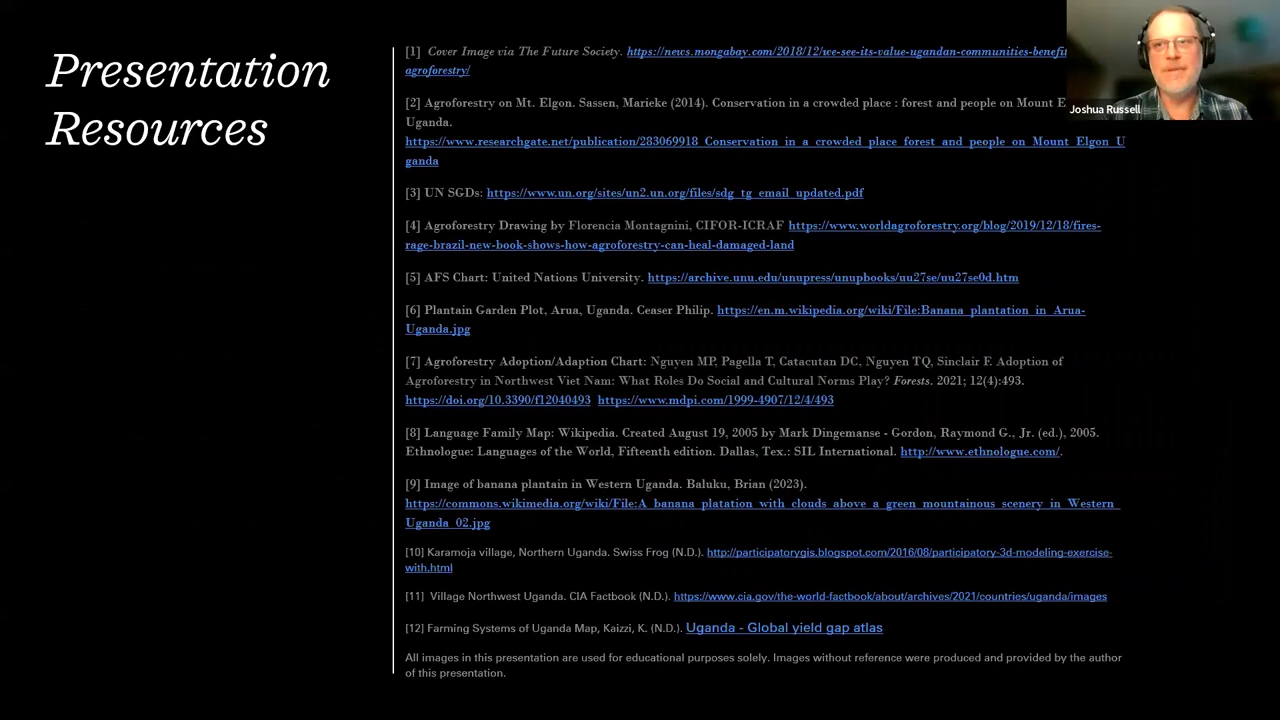 Presentation
Resources
[1] Cover Image via The Future Society. https://news.mongabay.com/2018/12/we-see-its-value-ugandan-communities-benefit
agroforestry/
[2] Agroforestry on Mt. Elgon. Sassen, Marieke (2014). Conservation in a crowded place : forest and people on Mount E
Uganda.
https://www.researchgate.net/publication/283069918_Conservation_in_a_crowded_place_forest_and_people_on_Mount_Elgon_U
ganda
[3] UN SGDs: https://www.un.org/sites/un2.un.org/files/sdg_tg_email_updated.pdf
[4] Agroforestry Drawing by Florencia Montagnini, CIFOR-ICRAF https://www.worldagroforestry.org/blog/2019/12/18/fires-
rage-brazil-new-book-shows-how-agroforestry-can-heal-damaged-land
[5] AFS Chart: United Nations University. https://archive.unu.edu/unupress/unupbooks/uu27se/uu27se0d.htm
[6] Plantain Garden Plot, Arua, Uganda. Ceaser Philip. https://en.m.wikipedia.org/wiki/File:Banana_plantation_in_Arua-
Uganda.jpg
[7] Agroforestry Adoption/Adaption Chart: Nguyen MP, Pagella T, Catacutan DC, Nguyen TQ, Sinclair F. Adoption of
Agroforestry in Northwest Viet Nam: What Roles Do Social and Cultural Norms Play? Forests. 2021; 12(4):493.
https://doi.org/10.3390/f12040493 https://www.mdpi.com/1999-4907/12/4/493
[8] Language Family Map: Wikipedia. Created August 19, 2005 by Mark Dingemanse - Gordon, Raymond G., Jr. (ed.), 2005.
Ethnologue: Languages of the World, Fifteenth edition. Dallas, Tex.: SIL International. http://www.ethnologue.com/.
[9] Image of banana plantain in Western Uganda. Baluku, Brian (2023).
https://commons.wikimedia.org/wiki/File:A_banana_platation_with_clouds_above_a_green_mountainous_scenery_in_Western_
Uganda_02.jpg
[10] Karamoja village, Northern Uganda. Swiss Frog (N.D.). http://participatorygis.blogspot.com/2016/08/participatory-3d-modeling-exercise-
with.html
[11] Village Northwest Uganda. CIA Factbook (N.D.). https://www.cia.gov/the-world-factbook/about/archives/2021/countries/uganda/images
[12] Farming Systems of Uganda Map, Kaizzi, K. (N.D.). Uganda - Global yield gap atlas
All images in this presentation are used for educational purposes solely. Images without reference were produced and provided by the author
of this presentation.
Joshua Russell